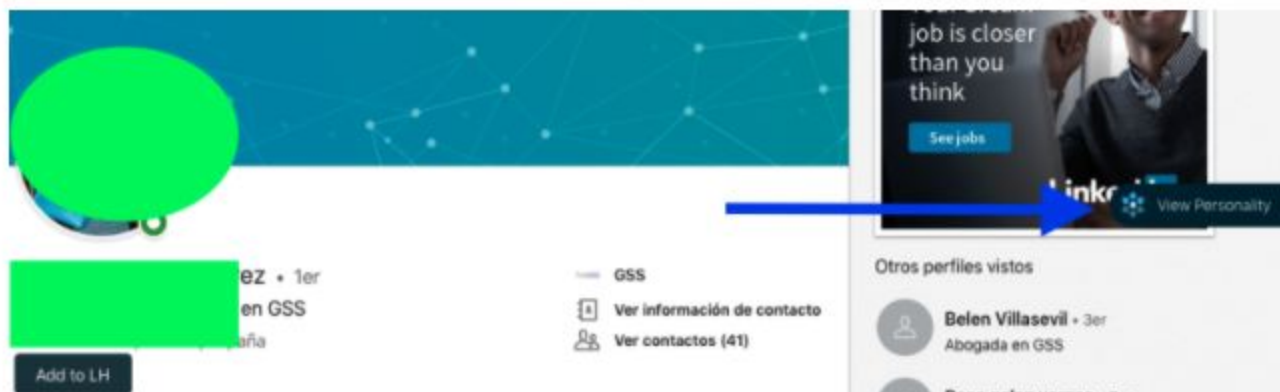 job is closer
than you
think
See jobs
View Personality
ez • 1er
en GSS
aña
Add to LH
GSS
Ver información de contacto
Ver contactos (41)
Otros perfiles vistos
Belen Villasevil • 3er
Abogada en GSS